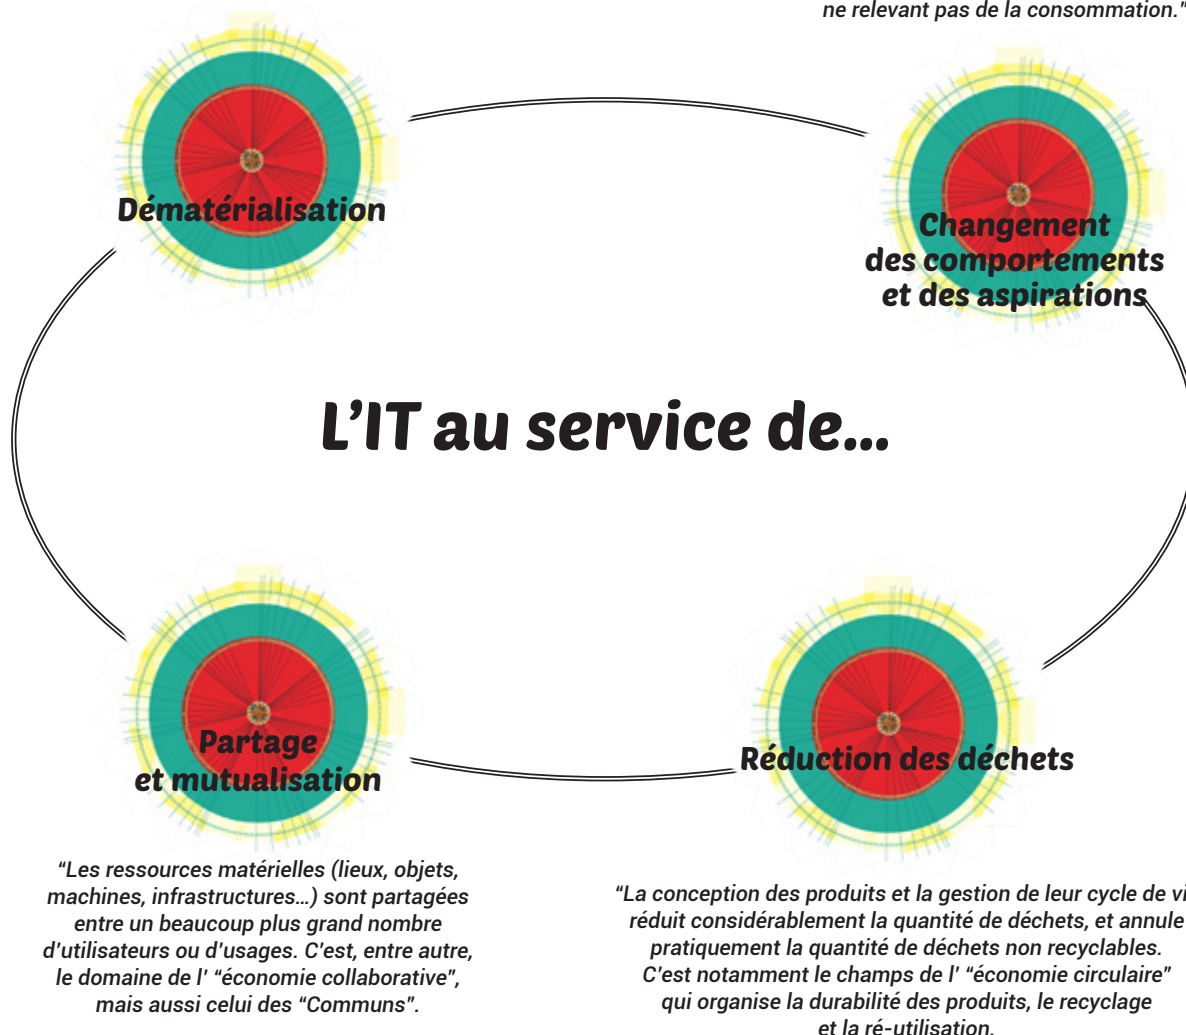 ne relevant pas de la consommation."
Dématérialisation
Changement
des comportements
et des aspirations
L'IT au service de...
Partage
et mutualisation
Réduction des déchets
"Les ressources matérielles (lieux, objets,
machines, infrastructures...) sont partagées
entre un beaucoup plus grand nombre
d'utilisateurs ou d'usages. C'est, entre autre,
le domaine de l' "économie collaborative",
mais aussi celui des "Communs".
"La conception des produits et la gestion de leur cycle de vi
réduit considérablement la quantité de déchets, et annule
pratiquement la quantité de déchets non recyclables.
C'est notamment le champs de l' "économie circulaire"
qui organise la durabilité des produits, le recyclage
et la ré-utilisation.